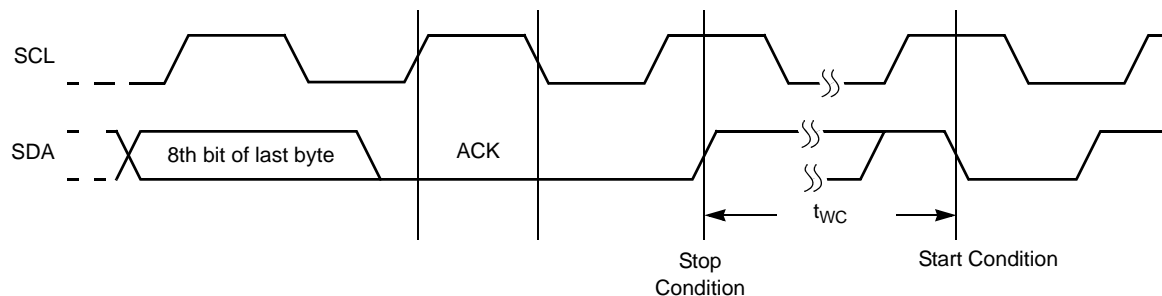 SCL
SDA
8th bit of last byte
ACK
tWC
Stop
Condition
Start Condition